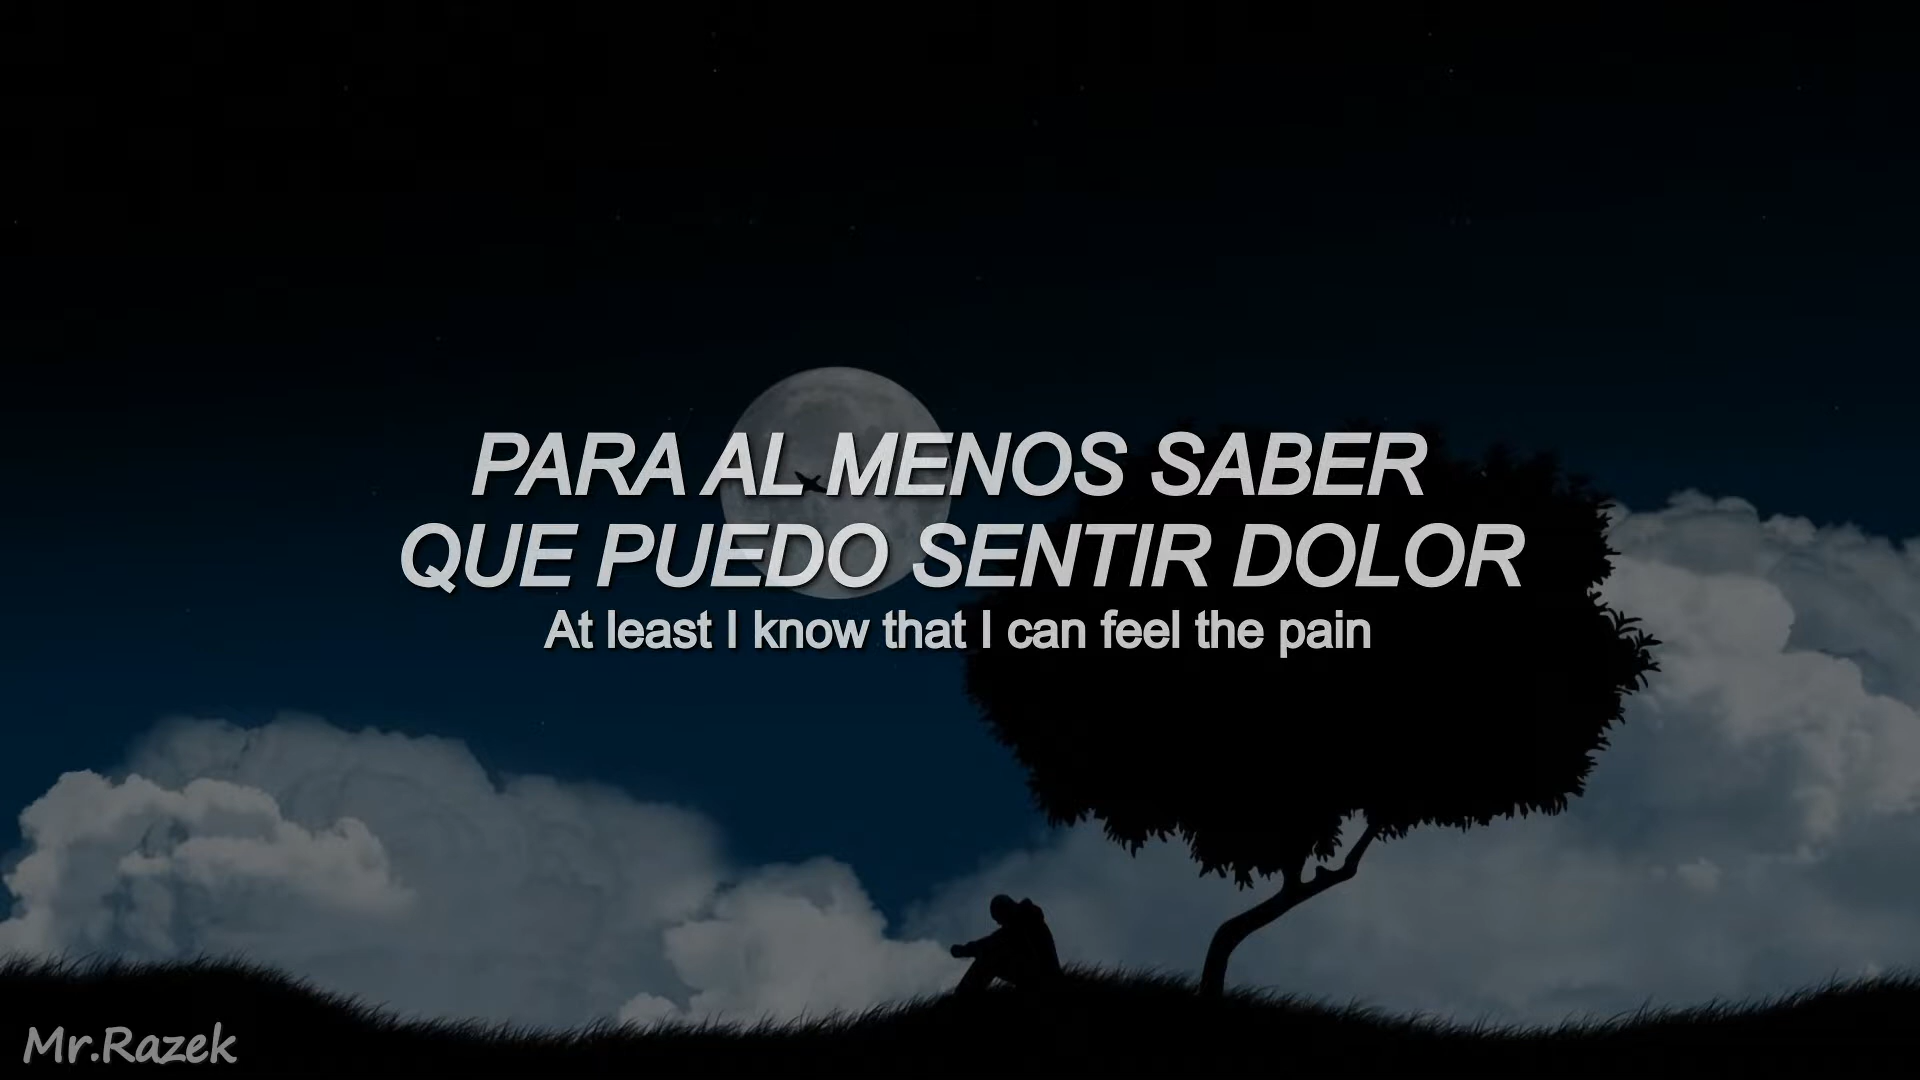 PARA AL MENOS SABER
QUE PUEDO SENTIR DOLOR
At least I know that I can feel the pain
Mr.Razek